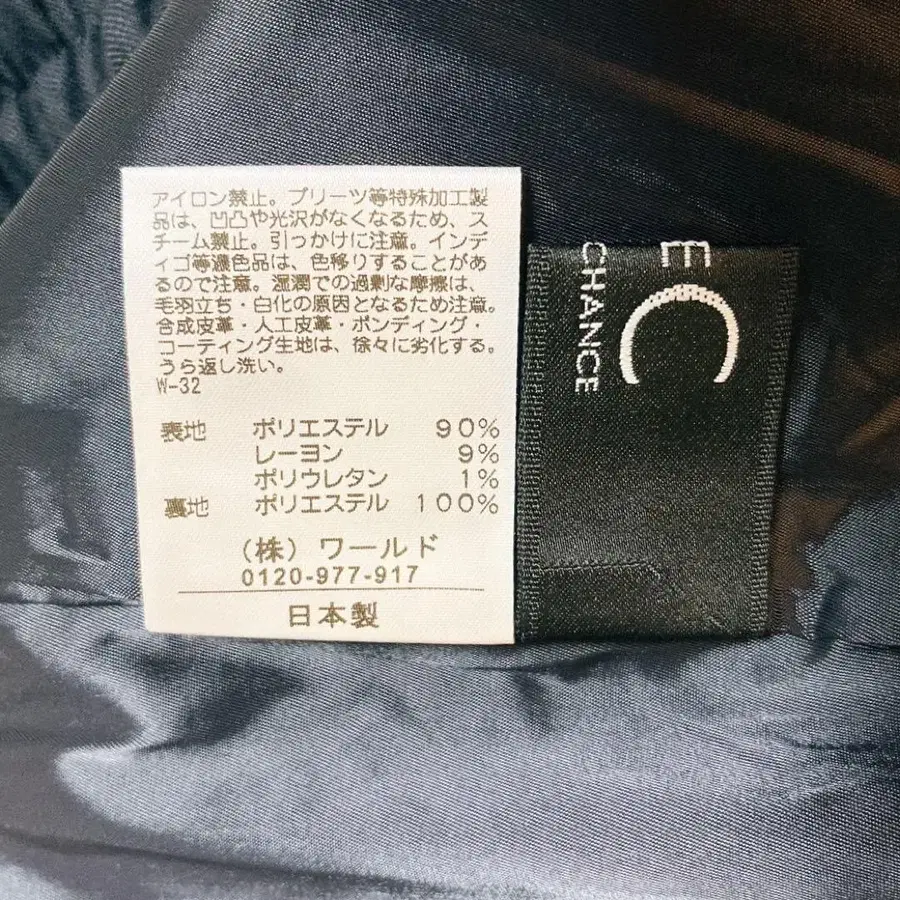 アイロン禁止。プリーツ等特殊加工製
品は、凹凸や光沢がなくなるため、ス
チーム禁止。引っかけに注意。インデ
ィゴ等濃色品は、色移りすることがあ
るので注意。湿潤での過剰な摩擦は、
毛羽立ち・白化の原因となるため注意。
合成皮革・人工皮革・ボンディング・
コーティング生地は、徐々に劣化する。
うら返し洗い。
W-32
表地 ポリエステル 90%
レーヨン 9%
ポリウレタン 1%
裏地 ポリエステル 100%
(株) ワールド
0120-977-917
日本製
E C
CHANCE